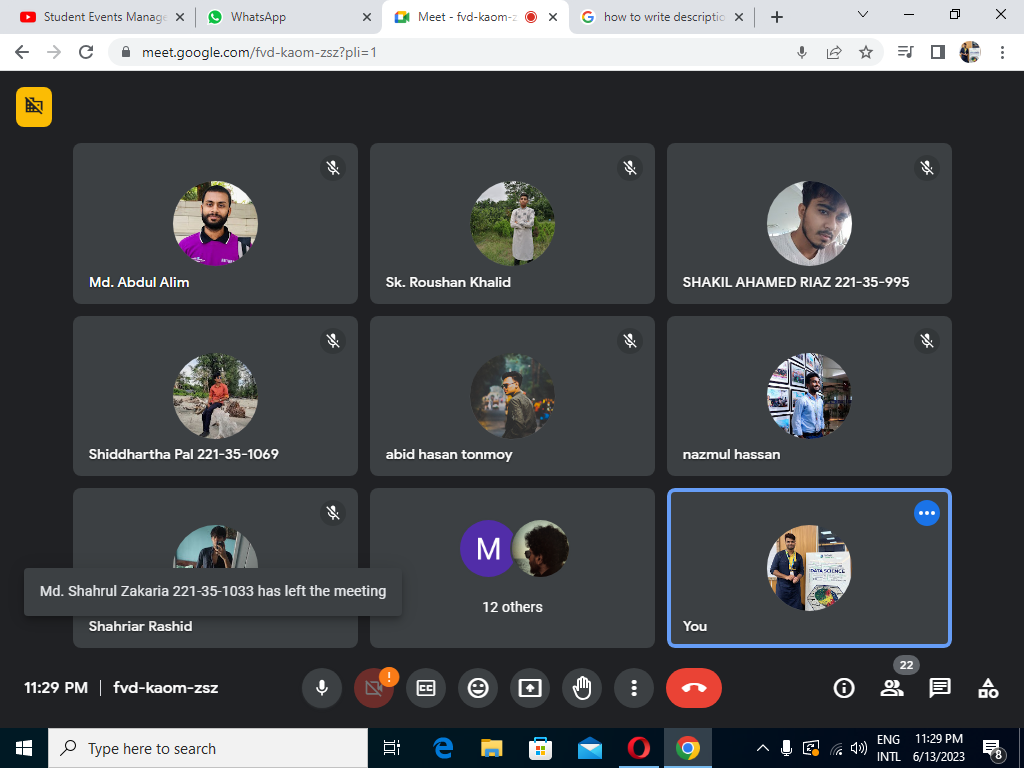 Student Events Manage
WhatsApp
Meet - fvd-kaom-z
how to write descriptio
meet.google.com/fvd-kaom-zsz?pli=1
Md. Abdul Alim
Sk. Roushan Khalid
SHAKIL AHAMED RIAZ 221-35-995
Shiddhartha Pal 221-35-1069
abid hasan tonmoy
nazmul hassan
M
DATA SCIENCE
Md. Shahrul Zakaria 221-35-1033 has left the meeting
12 others
Shahriar Rashid
You
22
11:29 PM | fvd-kaom-zsz
!
CC
Type here to search
ENG
INTL
11:29 PM
6/13/2023
8